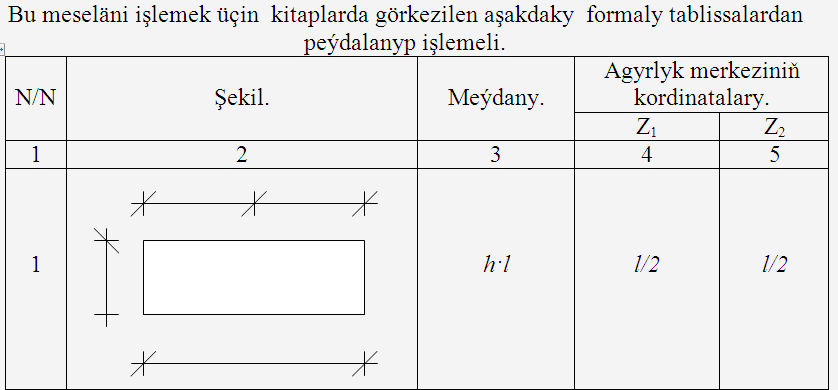 Bu meseläni işlemek üçin kitaplarda görkezilen aşakdaky formaly tablissalardan
peýdalanyp işlemeli.
N/N Şekil. Meýdany. Agyrlyk merkeziniň
kordinatalary.
Z₁ Z₂
1 2 3 4 5
1 h·l l/2 l/2